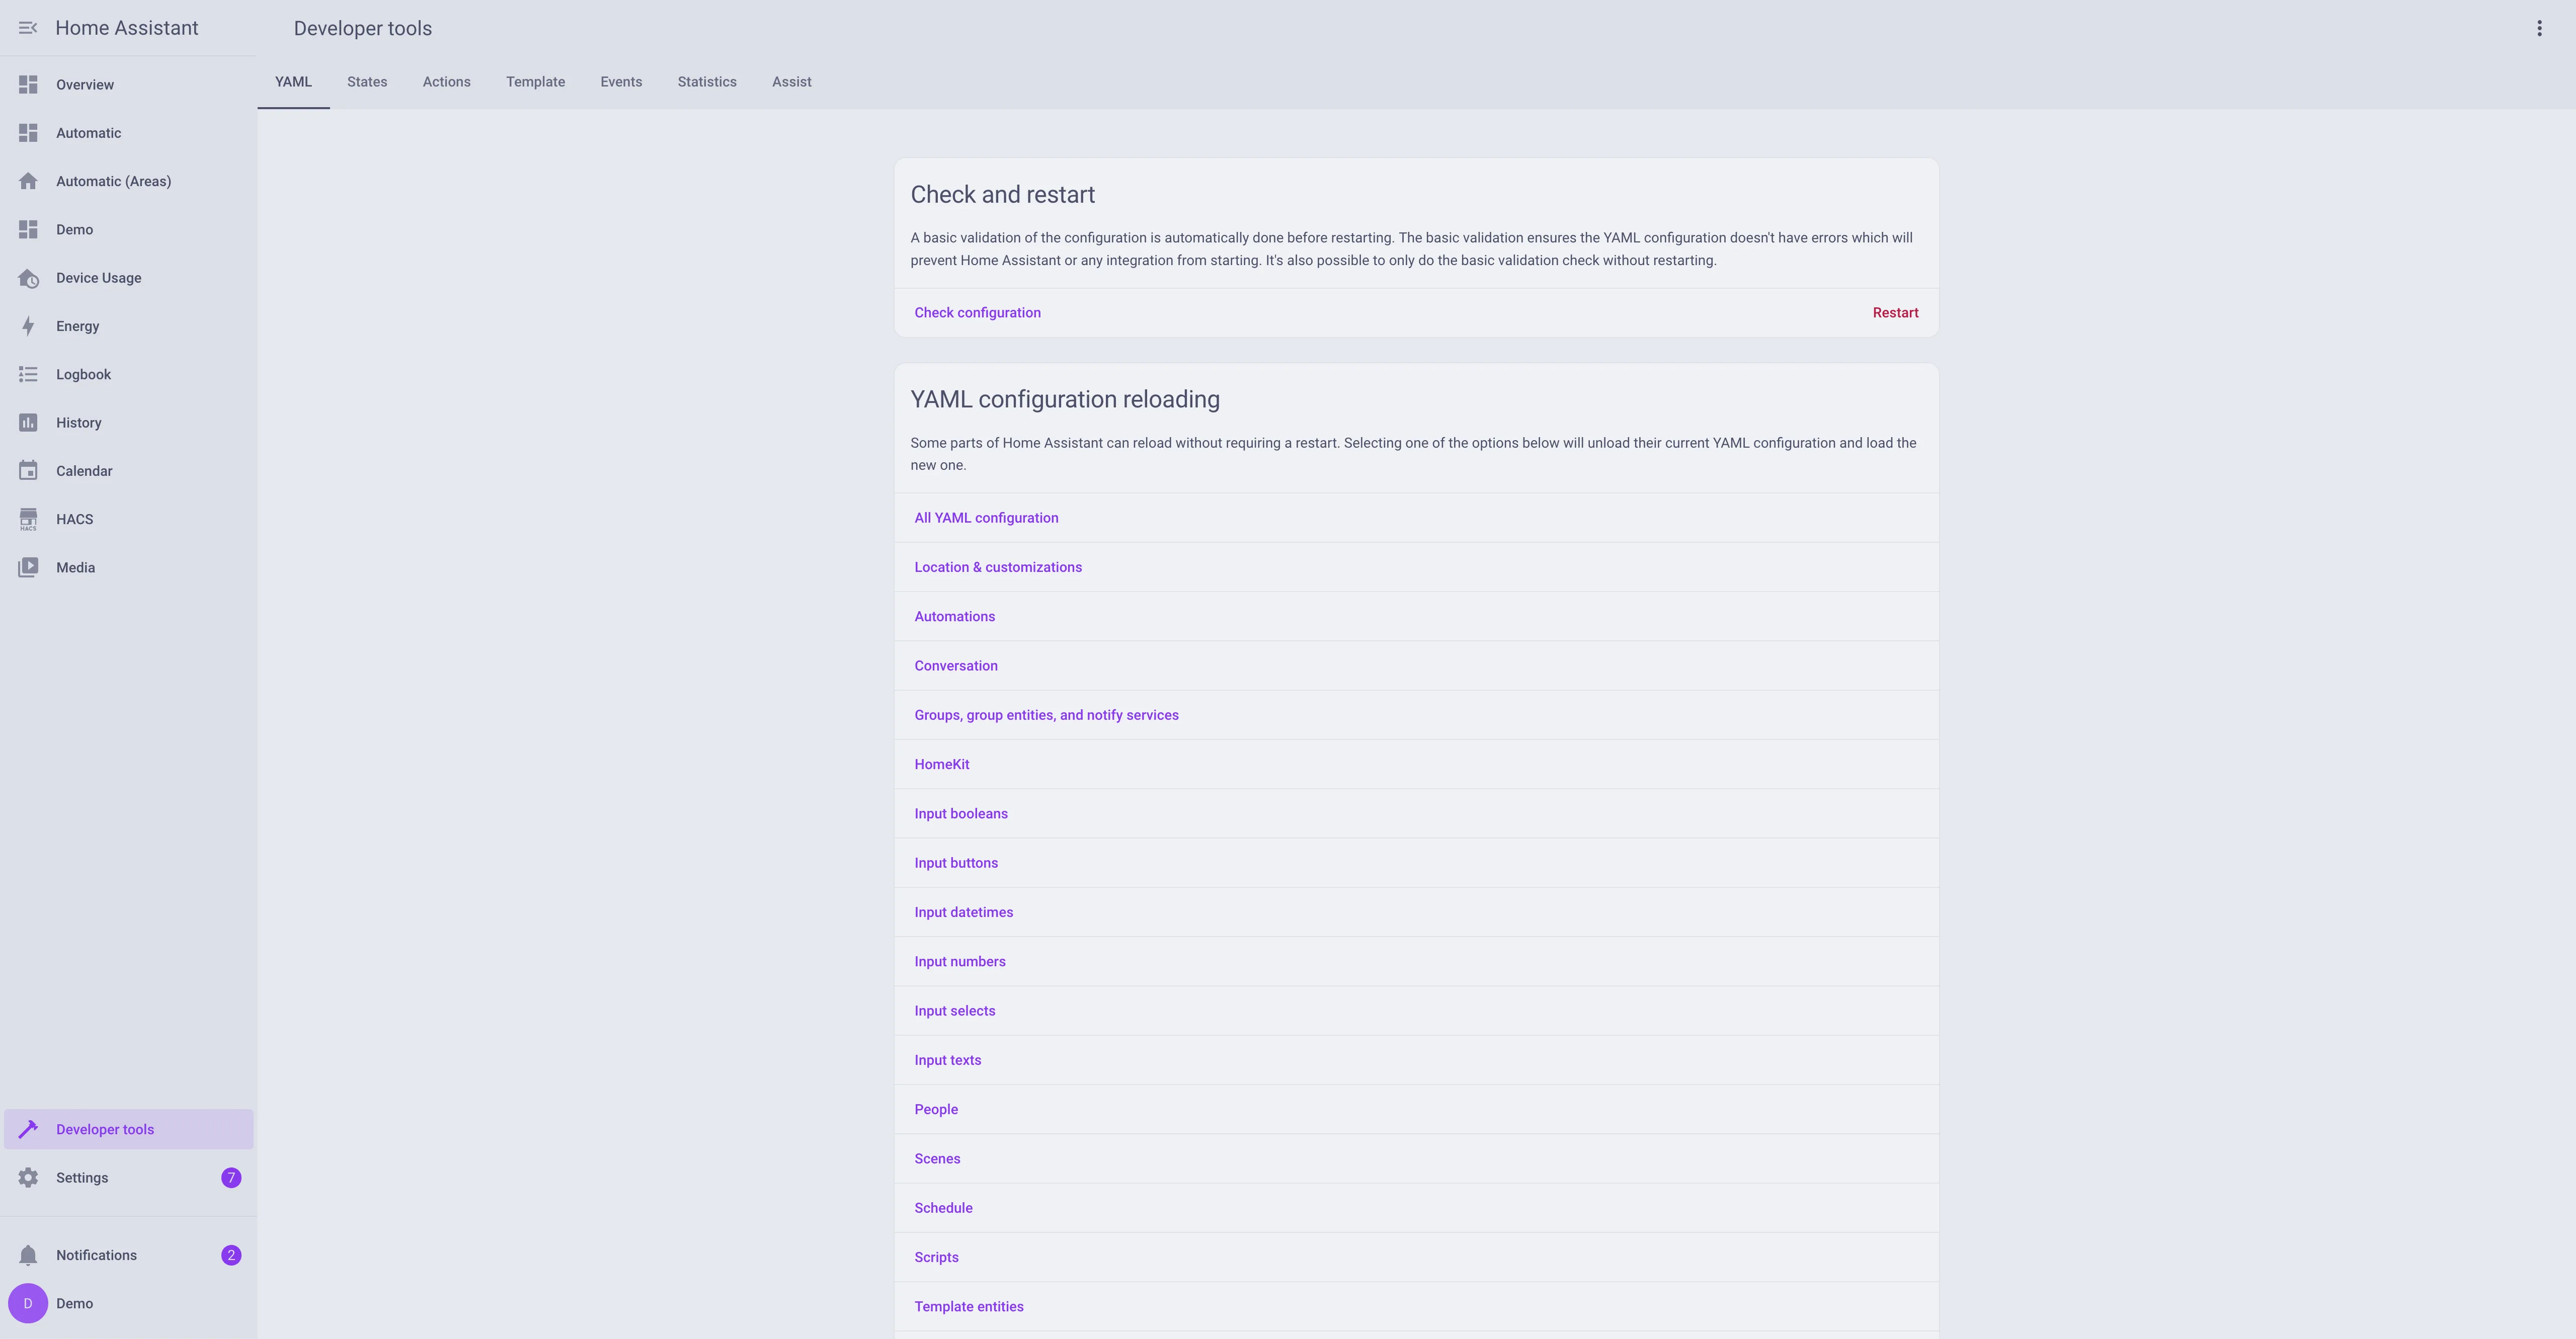 Home Assistant
Overview
Automatic
Automatic (Areas)
Demo
Device Usage
Energy
Logbook
History
Calendar
HACS
HACS
Media
Developer tools
Settings
7
Notifications
2
D
Demo
Developer tools
YAML
States
Actions
Template
Events
Statistics
Assist
Check and restart
A basic validation of the configuration is automatically done before restarting. The basic validation ensures the YAML configuration doesn't have errors which will
prevent Home Assistant or any integration from starting. It's also possible to only do the basic validation check without restarting.
Check configuration
Restart
YAML configuration reloading
Some parts of Home Assistant can reload without requiring a restart. Selecting one of the options below will unload their current YAML configuration and load the
new one.
All YAML configuration
Location & customizations
Automations
Conversation
Groups, group entities, and notify services
HomeKit
Input booleans
Input buttons
Input datetimes
Input numbers
Input selects
Input texts
People
Scenes
Schedule
Scripts
Template entities